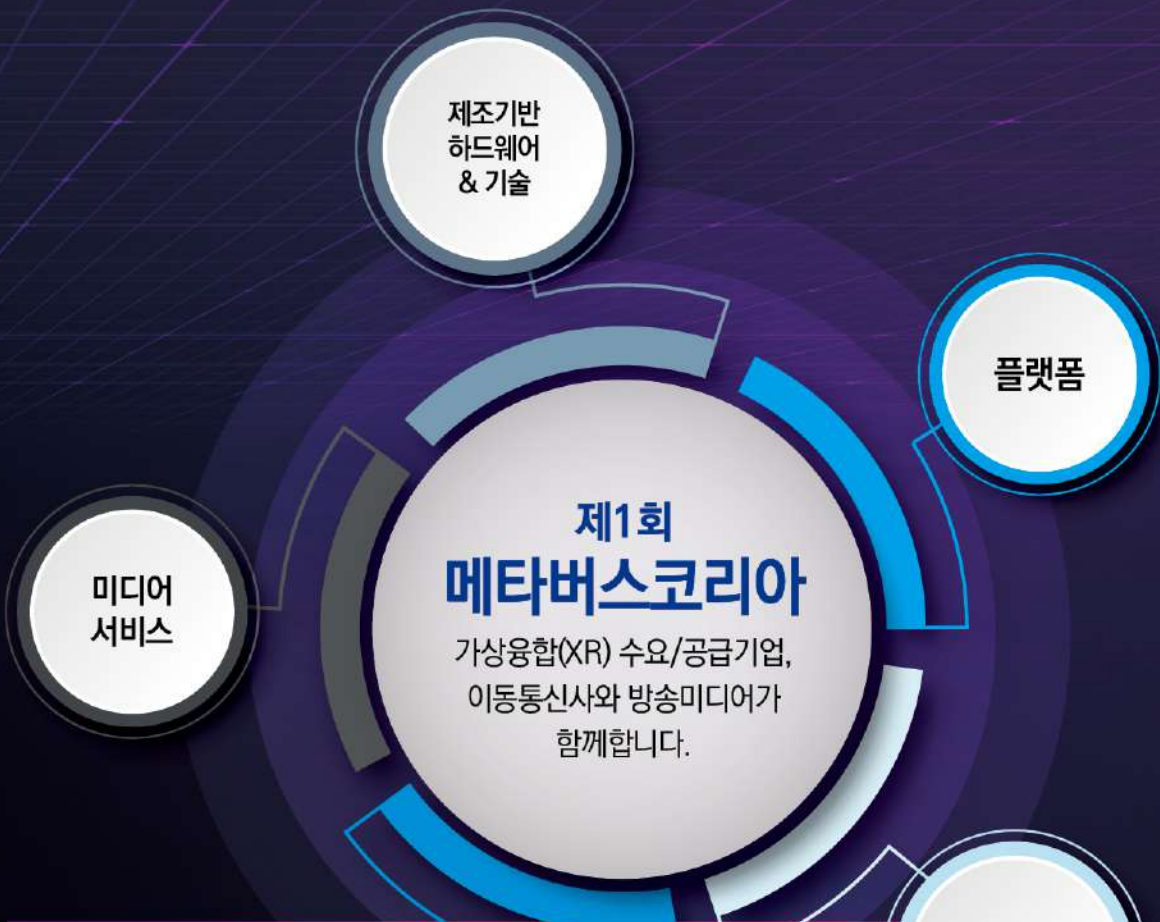 제조기반
하드웨어
& 기술
플랫폼
미디어
서비스
제1회
메타버스코리아
가상융합(XR) 수요/공급기업,
이동통신사와 방송미디어가
함께합니다.